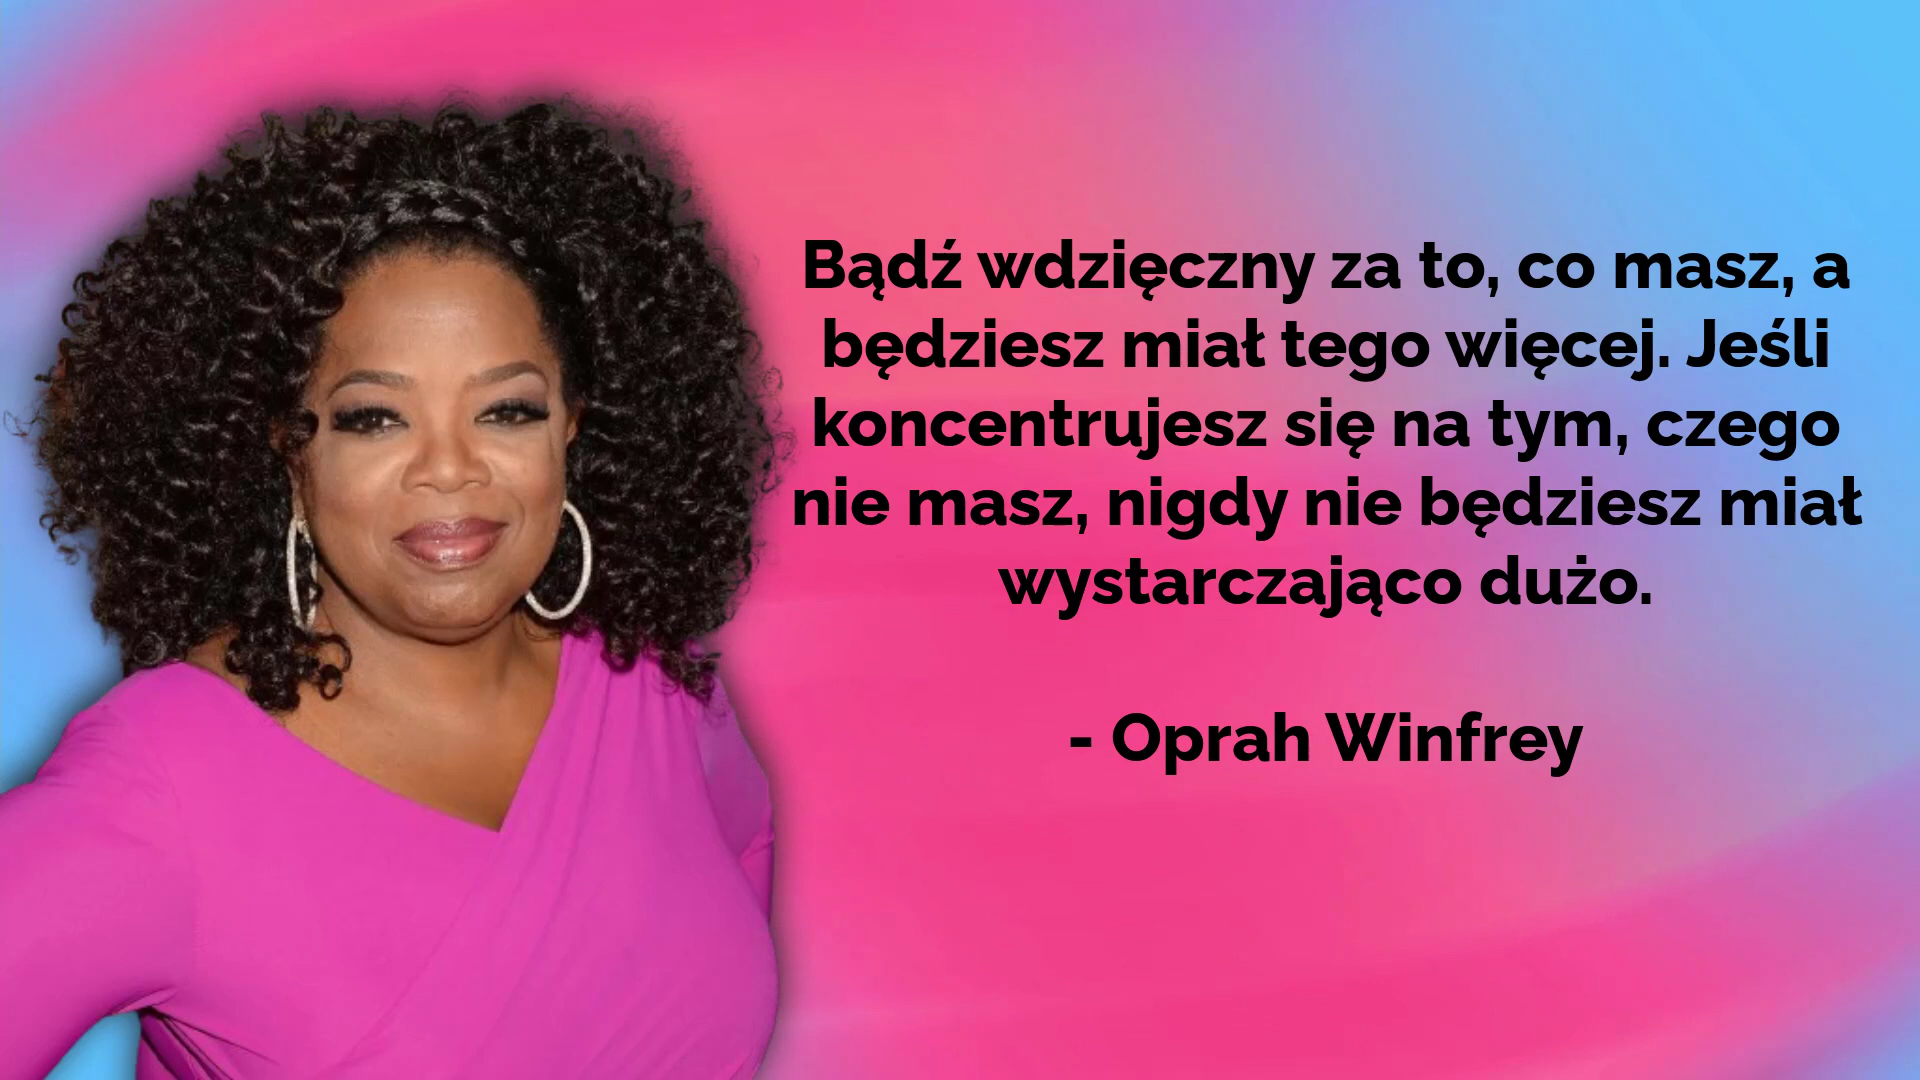 Bądź wdzięczny za to, co masz, a
będziesz miał tego więcej. Jeśli
koncentrujesz się na tym, czego
nie masz, nigdy nie będziesz miał
wystarczająco dużo.
- Oprah Winfrey